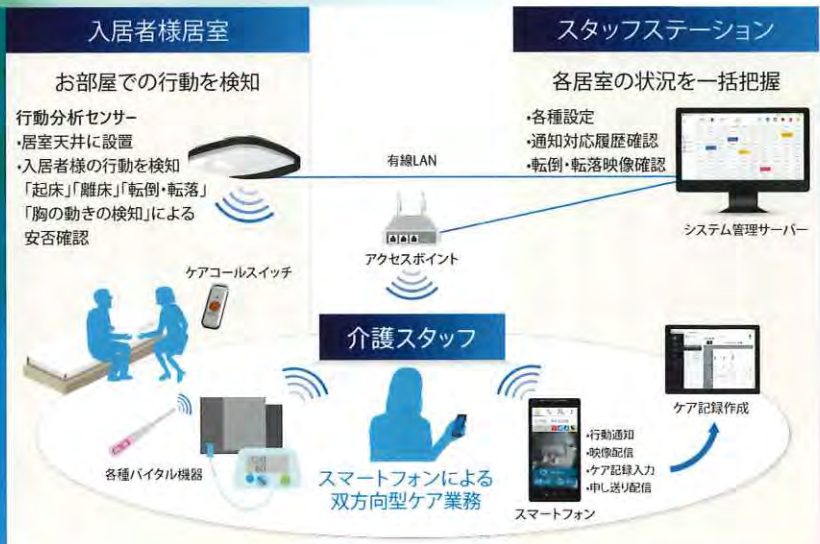 入居者様居室
お部屋での行動を検知
行動分析センサー
・居室天井に設置
・入居者様の行動を検知
「起床」「離床」「転倒・転落」
「胸の動きの検知」による
安否確認
ケアコールスイッチ
有線LAN
アクセスポイント
スタッフステーション
各居室の状況を一括把握
・各種設定
・通知対応履歴確認
・転倒・転落映像確認
システム管理サーバー
介護スタッフ
各種バイタル機器
スマートフォンによる
双方向型ケア業務
・行動通知
・映像配信
・ケア記録入力
・申し送り配信
スマートフォン
ケア記録作成